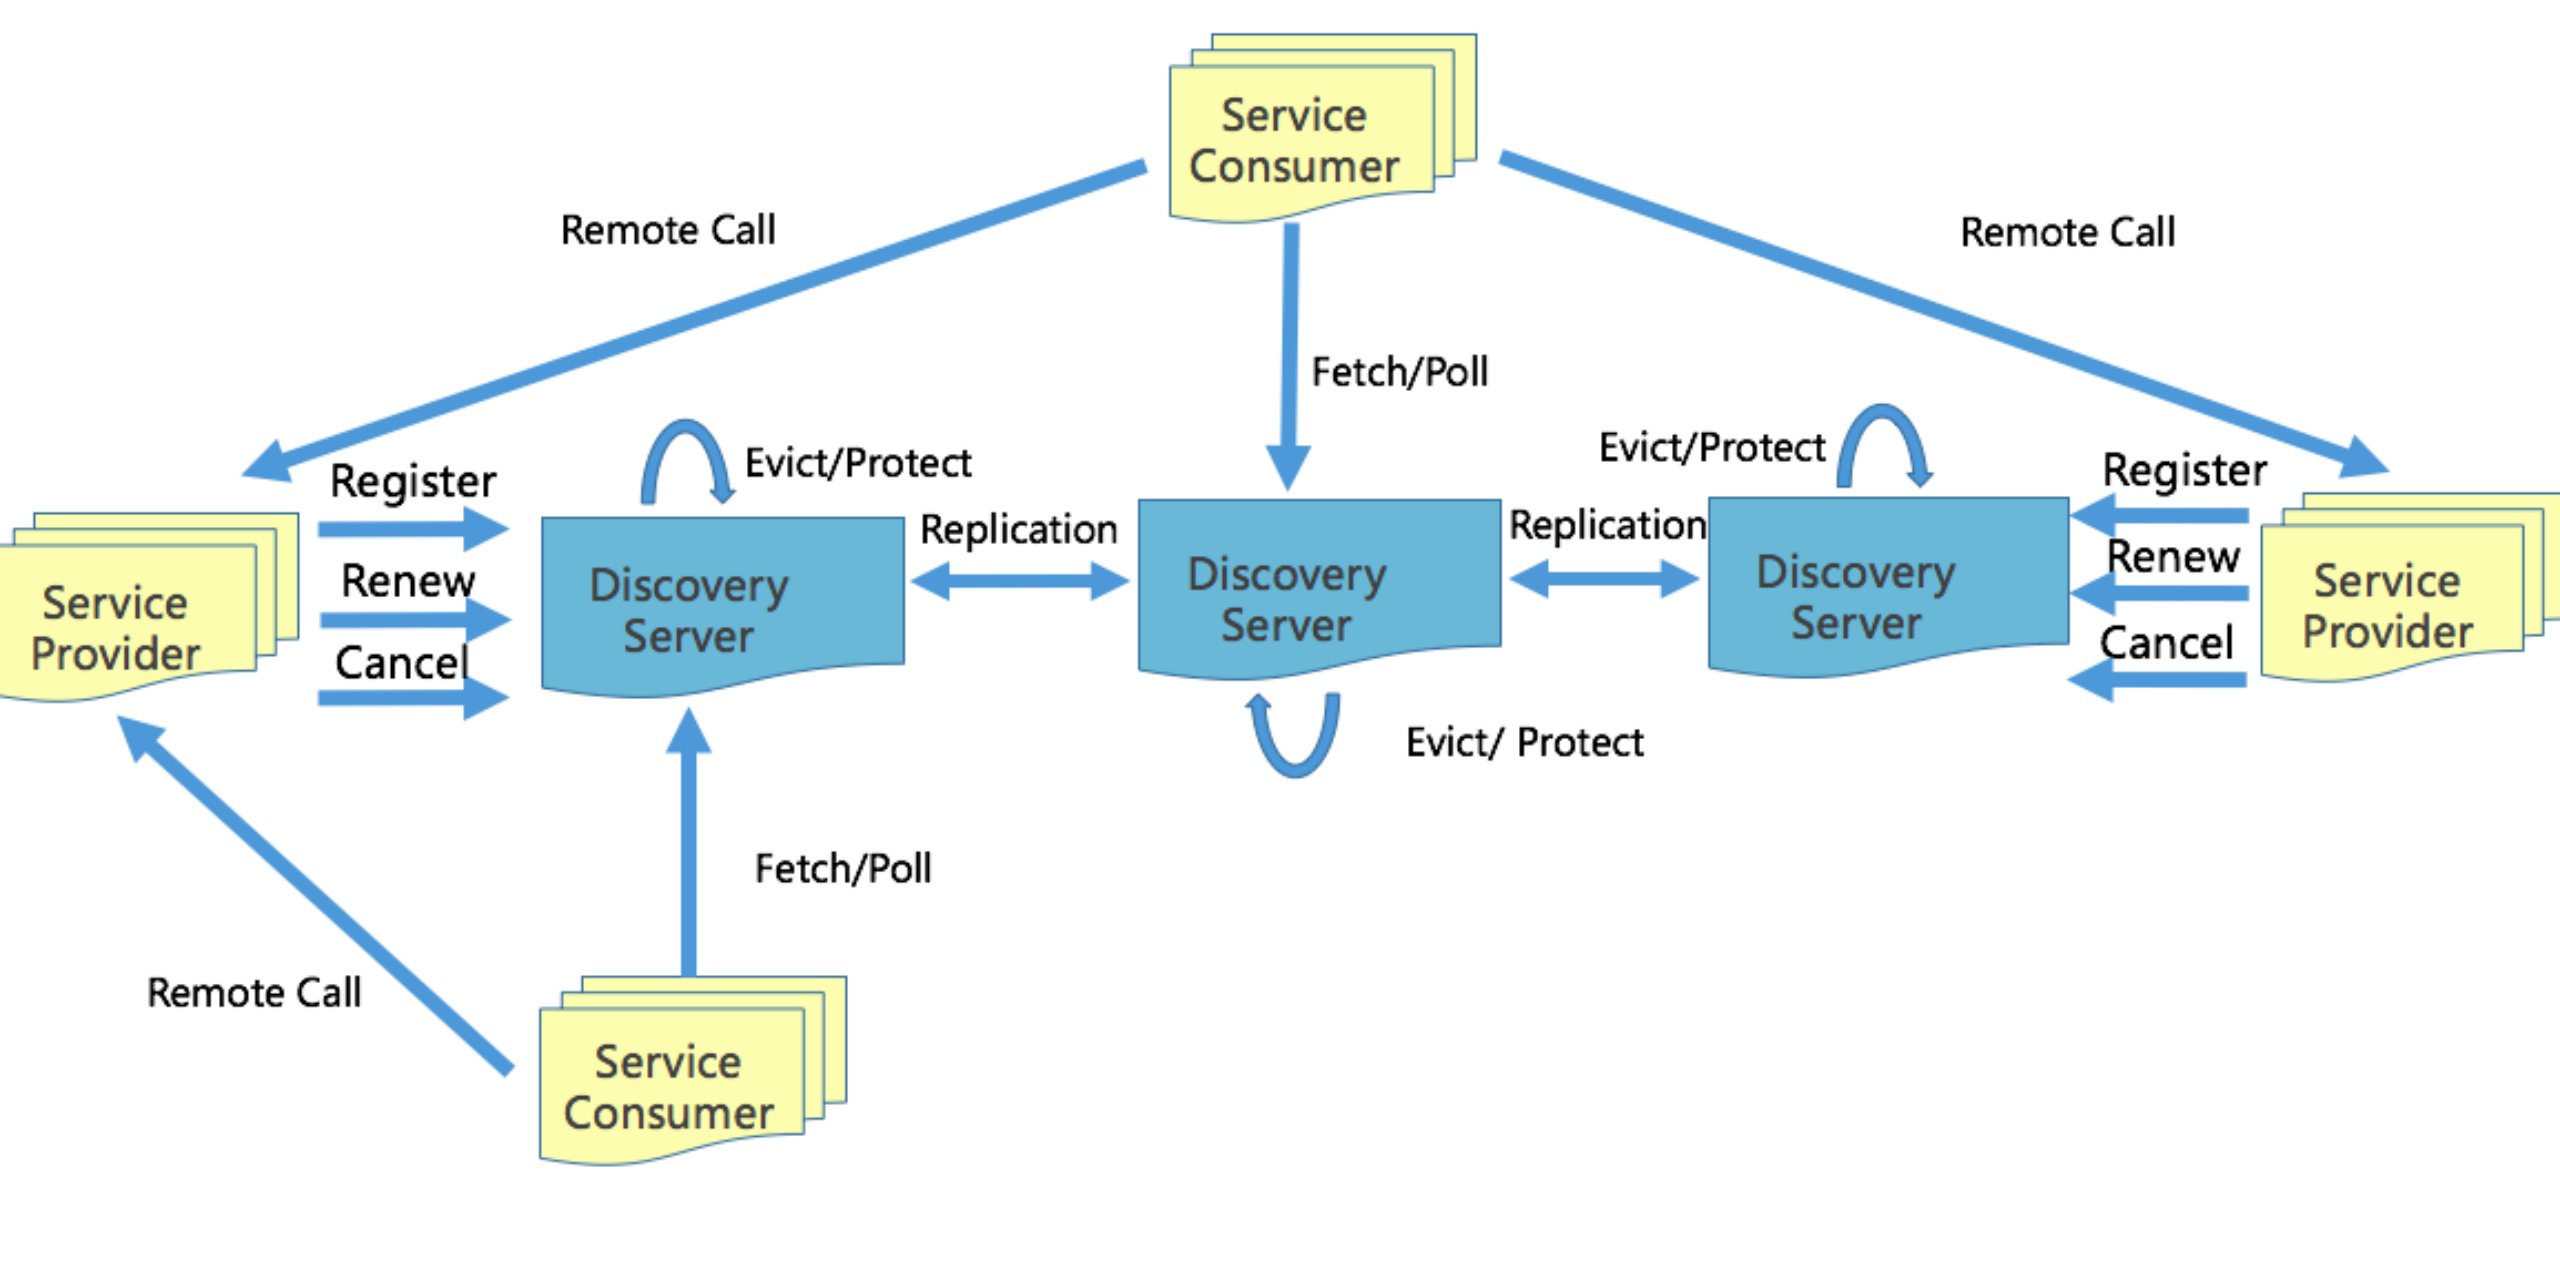 Service
Consumer
Remote Call
Remote Call
Fetch/Poll
Evict/Protect
Evict/Protect
Register
Register
Replication
Replication
Renew
Renew
Service
Provider
Discovery
Server
Discovery
Server
Discovery
Server
Service
Provider
Cancel
Cancel
Evict/ Protect
Fetch/Poll
Remote Call
Service
Consumer